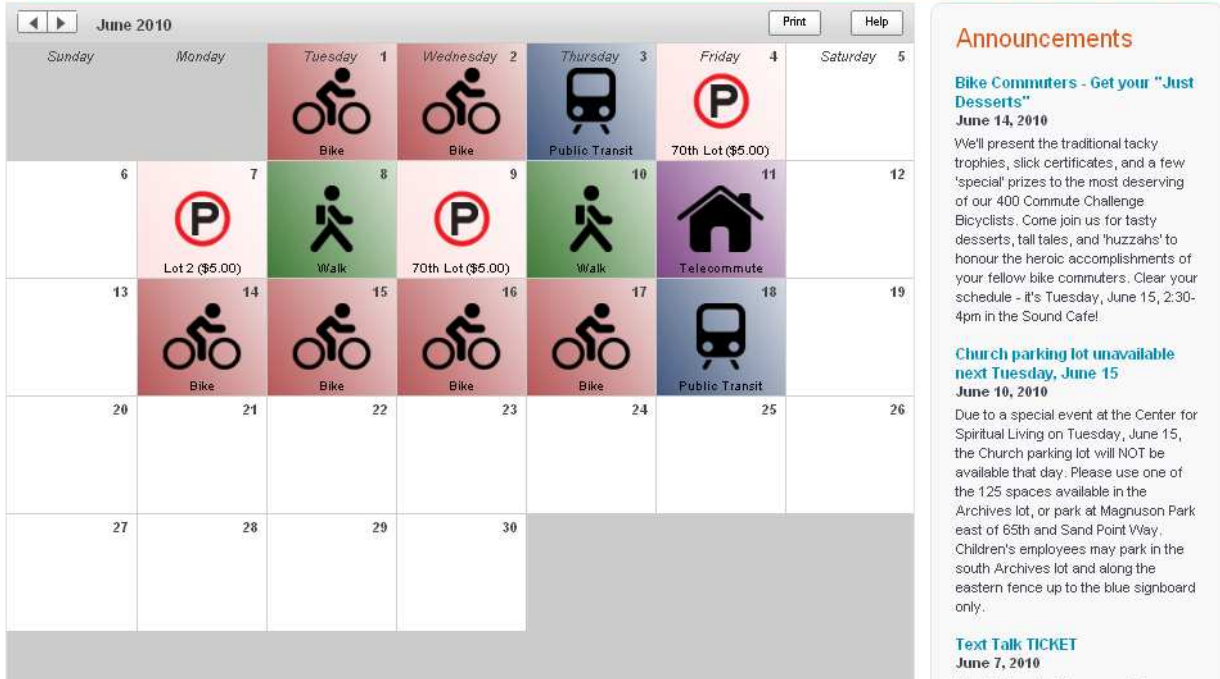 June 2010
Print
Help
Sunday
Monday
Tuesday 1
Wednesday 2
Thursday 3
Friday 4
Saturday 5
Bike
Bike
Public Transit
P
70th Lot ($5.00)
6
7
8
9
10
11
12
P
P
Lot 2 ($5.00)
Walk
70th Lot ($5.00)
Walk
Telecommute
13
14
15
16
17
18
19
Bike
Bike
Bike
Bike
Public Transit
20
21
22
23
24
25
26
27
28
29
30
Announcements
Bike Commuters - Get your "Just
Desserts"
June 14, 2010
We'll present the traditional tacky
trophies, slick certificates, and a few
'special' prizes to the most deserving
of our 400 Commute Challenge
Bicyclists. Come join us for tasty
desserts, tall tales, and 'huzzahs' to
honour the heroic accomplishments of
your fellow bike commuters. Clear your
schedule - it's Tuesday, June 15, 2:30-
4pm in the Sound Cafe!
Church parking lot unavailable
next Tuesday, June 15
June 10, 2010
Due to a special event at the Center for
Spiritual Living on Tuesday, June 15,
the Church parking lot will NOT be
available that day. Please use one of
the 125 spaces available in the
Archives lot, or park at Magnuson Park
east of 65th and Sand Point Way.
Children's employees may park in the
south Archives lot and along the
eastern fence up to the blue signboard
only.
Text Talk TICKET
June 7, 2010